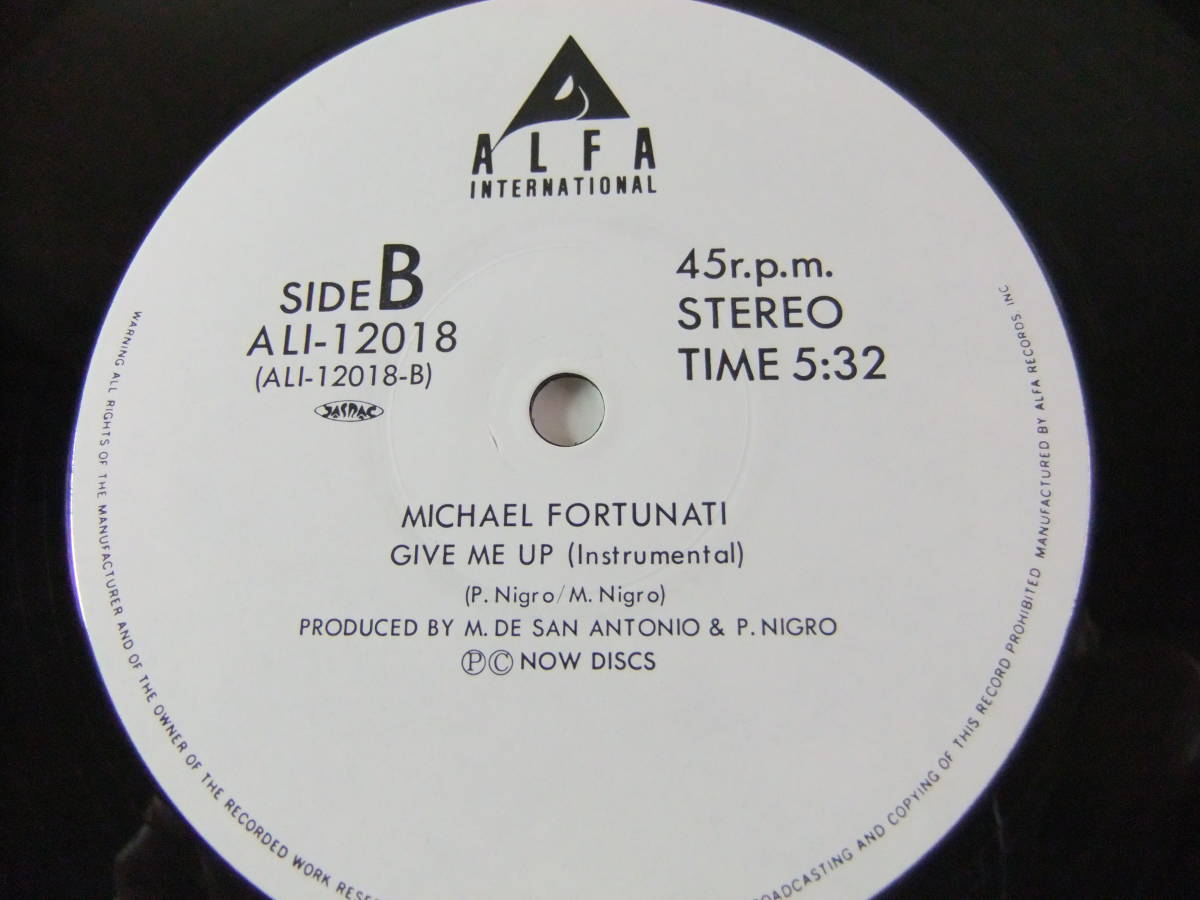 ALFA
INTERNATIONAL
SIDE B
ALI-12018
(ALI-12018-B)
JASRAC
45r.p.m.
STEREO
TIME 5:32
MICHAEL FORTUNATI
GIVE ME UP (Instrumental)
(P. Nigro/M. Nigro)
PRODUCED BY M. DE SAN ANTONIO & P. NIGRO
ⓅⒸ NOW DISCS
WARNING ALL RIGHTS OF THE MANUFACTURER AND OF THE OWNER OF THE RECORDED WORK
BROADCASTING AND COPYING OF THIS RECORD PROHIBITED MANUFACTURED BY ALFA RECORDS, INC